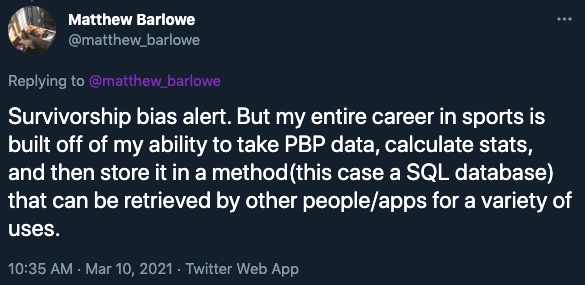 Matthew Barlowe
@matthew_barlowe
Replying to @matthew_barlowe
Survivorship bias alert. But my entire career in sports is
built off of my ability to take PBP data, calculate stats,
and then store it in a method(this case a SQL database)
that can be retrieved by other people/apps for a variety of
uses.
10:35 AM · Mar 10, 2021 · Twitter Web App